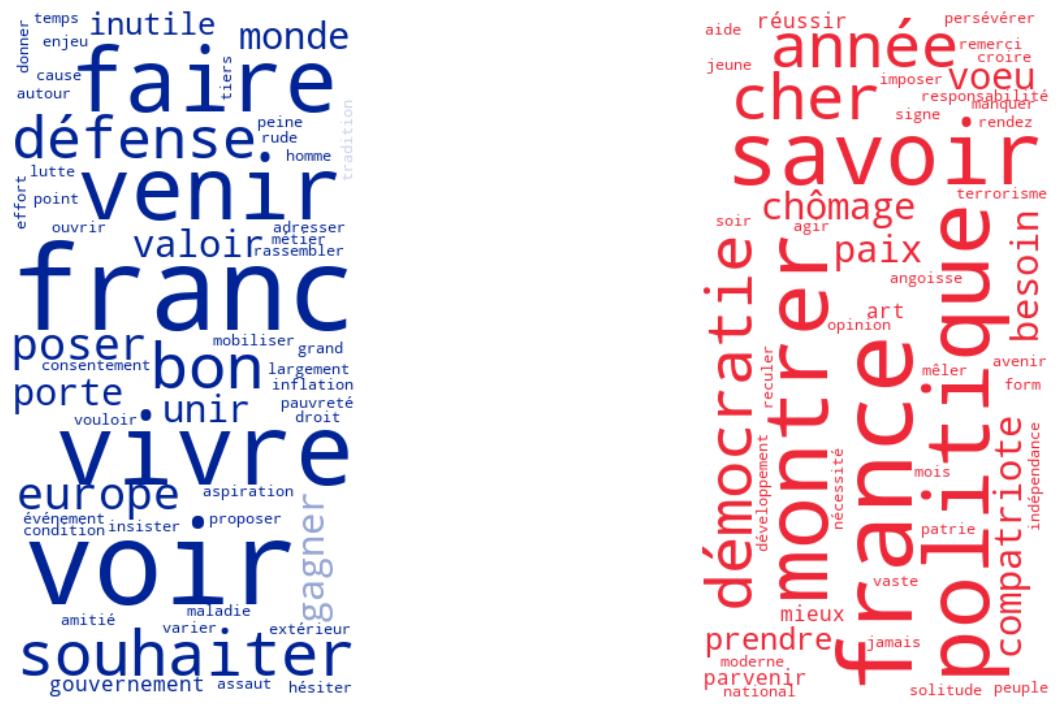 temps
inutile
donner
enjeu
monde
faire
tiers
cause
autour
tradition
défense
peine
rude
homme
lutte
venir
effort
point
ouvrir
adresser
valoir
métier
rassembler
franc
poser
mobiliser
grand
consentement
bon
largement
inflation
porte
unir
pauvreté
vouloir
droit
vivre
europe
aspiration
gagner
événement
condition
insister
proposer
voir
maladie
amitié
varier
extérieur
souhaiter
gouvernement
assaut
hésiter
aide
réussir
persévérer
année
remerci
croire
jeune
imposer
voeu
cher
responsabilité
manquer
signe
rendez
savoir
terrorisme
chômage
soir
agir
paix
besoin
angoisse
démocratie
montrer
politique
art
opinion
france
reculer
mêler
avenir
form
compatriote
indépendance
développement
nécessité
mois
patrie
vaste
mieux
prendre
jamais
moderne
parvenir
national
solitude
peuple